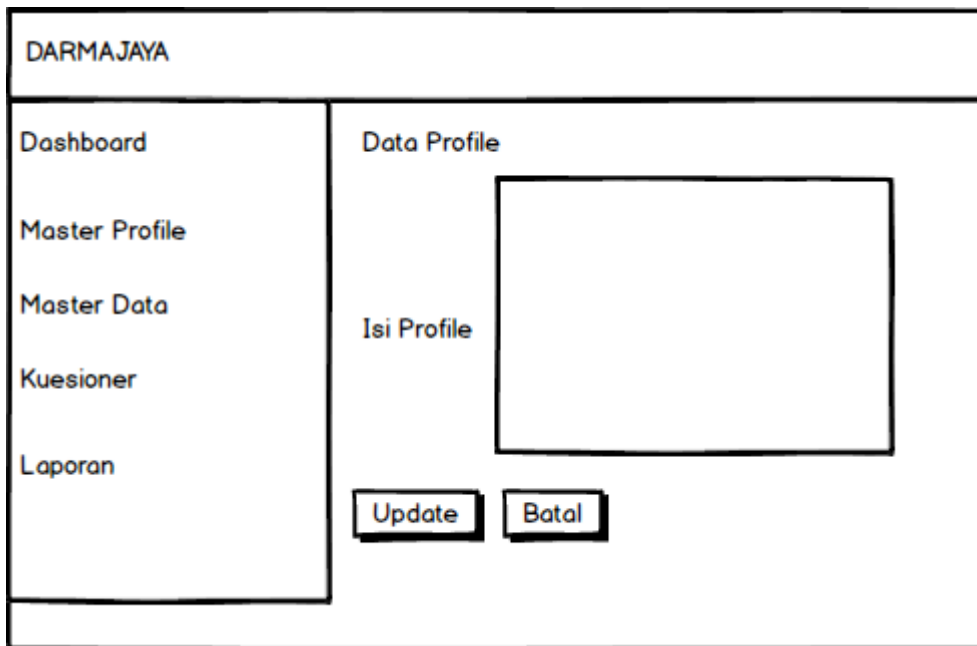 DARMAJAYA
Dashboard
Master Profile
Master Data
Kuesioner
Laporan
Data Profile
Isi Profile
Update
Batal